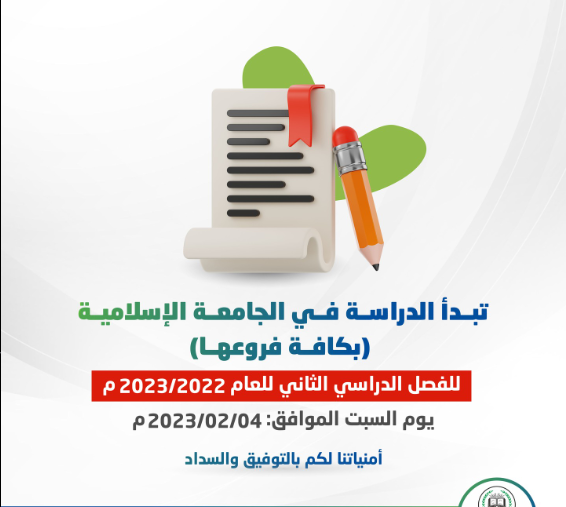 تبدأ الدراسة في الجامعة الإسلامية
(بكافة فروعها)
للفصل الدراسي الثاني للعام 2023/2022 م
يوم السبت الموافق: 2023/02/04 م
أمنياتنا لكم بالتوفيق والسداد